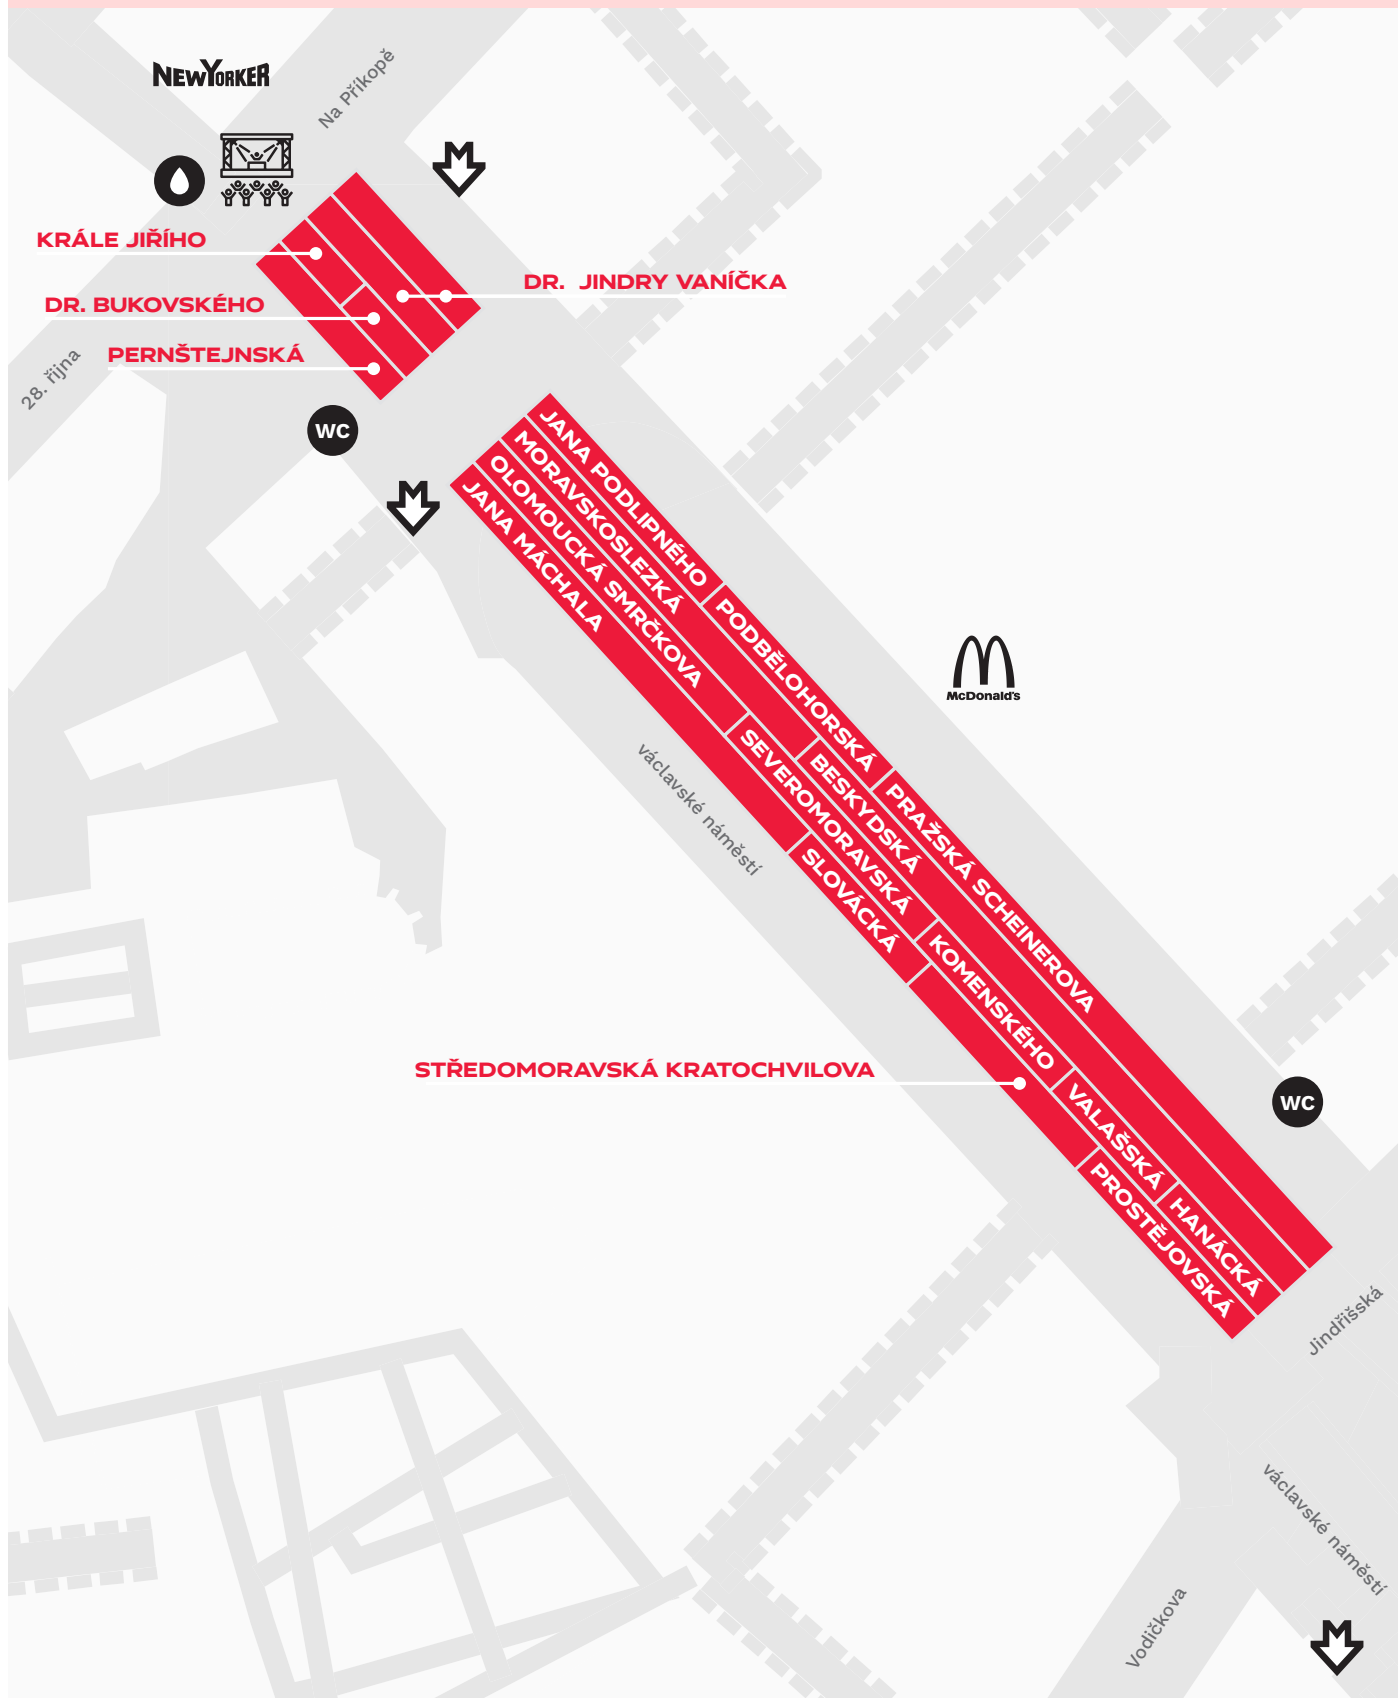 NEWYORKER
Na Příkopě
KRÁLE JIŘÍHO
DR. JINDRY VANÍČKA
DR. BUKOVSKÉHO
PERNŠTEJNSKÁ
28. října
WC
JANA PODLIPNÉHO
MORAVSKOSLEZKÁ
OLOMOUCKÁ SMRČKOVA
JANA MÁCHALA
PODBĚLOHORSKÁ
McDonald's
václavské náměstí
SEVEROMORAVSKÁ
BESKYDSKÁ
PRAŽSKÁ SCHEINEROVA
SLOVÁCKÁ
KOMENSKÉHO
STŘEDOMORAVSKÁ KRATOCHVILOVA
WC
VALAŠSKÁ
HANÁCKÁ
PROSTĚJOVSKÁ
Jindřišská
václavské náměstí
Vodičkova